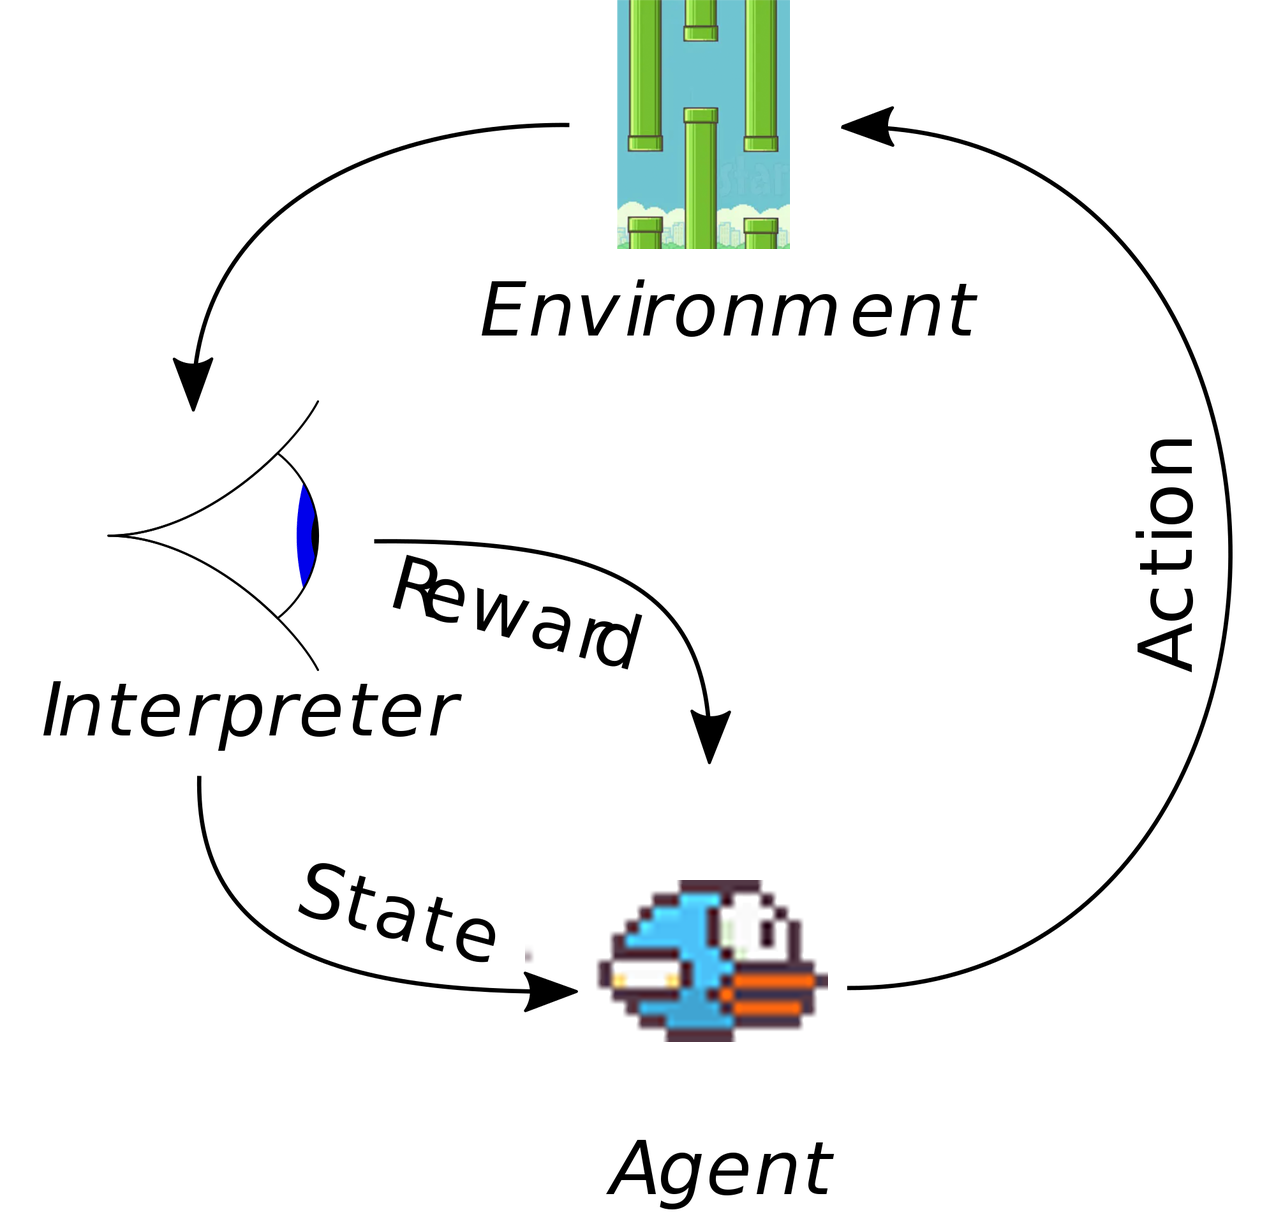 Environment
Action
Reward
Interpreter
State
Agent